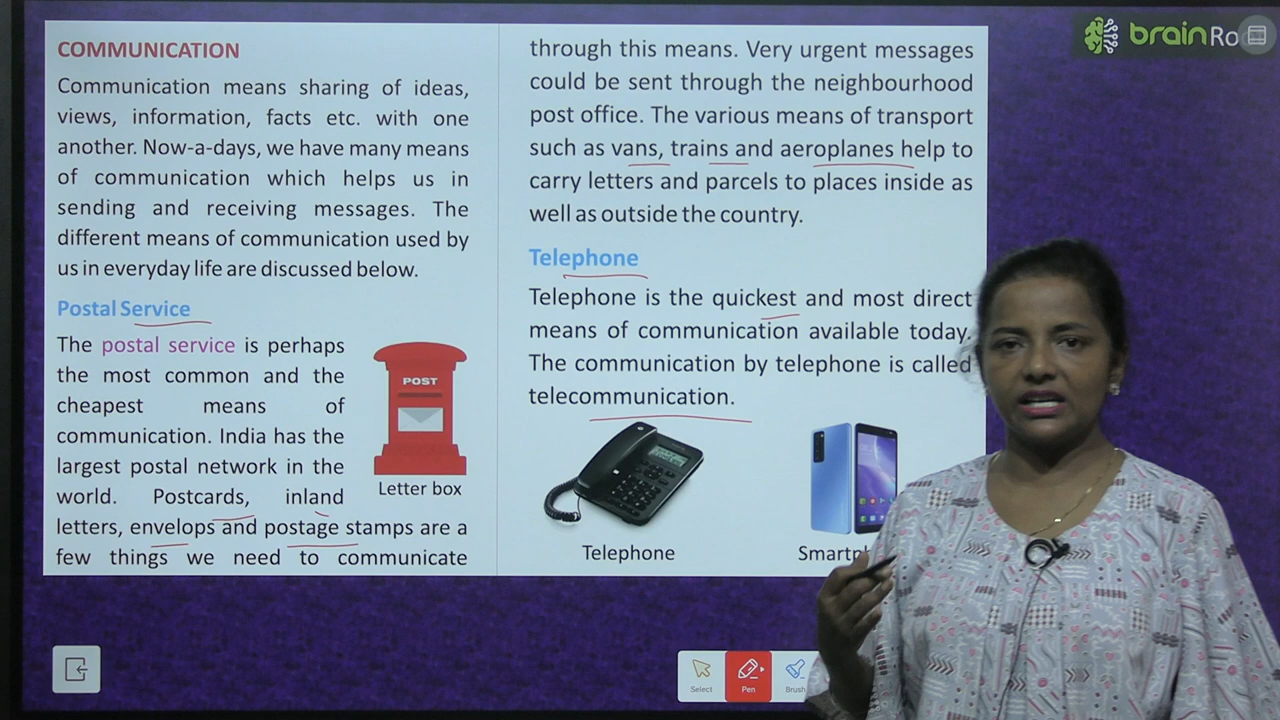 COMMUNICATION
Communication means sharing of ideas,
views, information, facts etc. with one
another. Now-a-days, we have many means
of communication which helps us in
sending and receiving messages. The
different means of communication used by
us in everyday life are discussed below.
Postal Service
The postal service is perhaps
the most common and the
cheapest means of
communication. India has the
largest postal network in the
world. Postcards, inland
letters, envelops and postage stamps are a
few things we need to communicate
POST
Letter box
through this means. Very urgent messages
could be sent through the neighbourhood
post office. The various means of transport
such as vans, trains and aeroplanes help to
carry letters and parcels to places inside as
well as outside the country.
Telephone
Telephone is the quickest and most direct
means of communication available today.
The communication by telephone is called
telecommunication.
Telephone
brain
Select
Pen
Brush